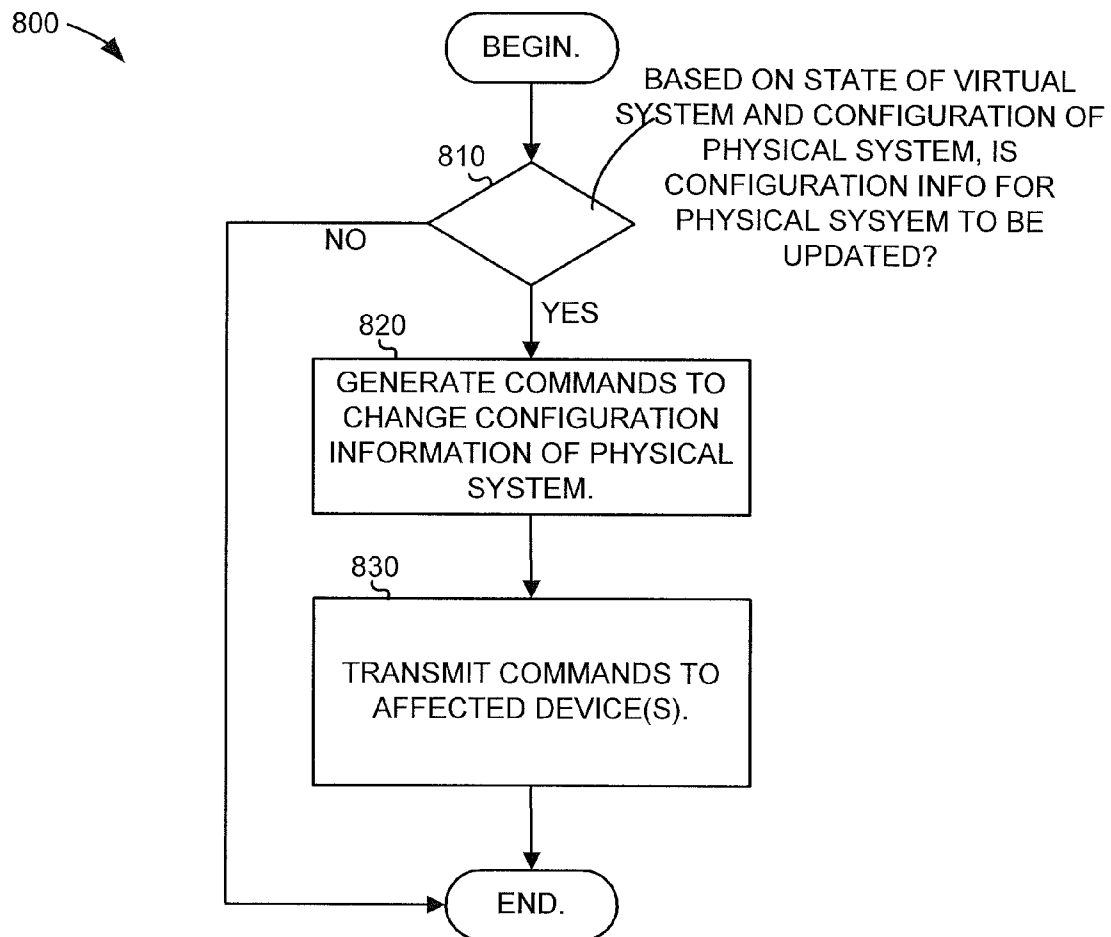 800
BEGIN.
BASED ON STATE OF VIRTUAL
SYSTEM AND CONFIGURATION OF
PHYSICAL SYSTEM, IS
CONFIGURATION INFO FOR
PHYSICAL SYSYEM TO BE
UPDATED?
810
NO
YES
820
GENERATE COMMANDS TO
CHANGE CONFIGURATION
INFORMATION OF PHYSICAL
SYSTEM.
830
TRANSMIT COMMANDS TO
AFFECTED DEVICE(S).
END.